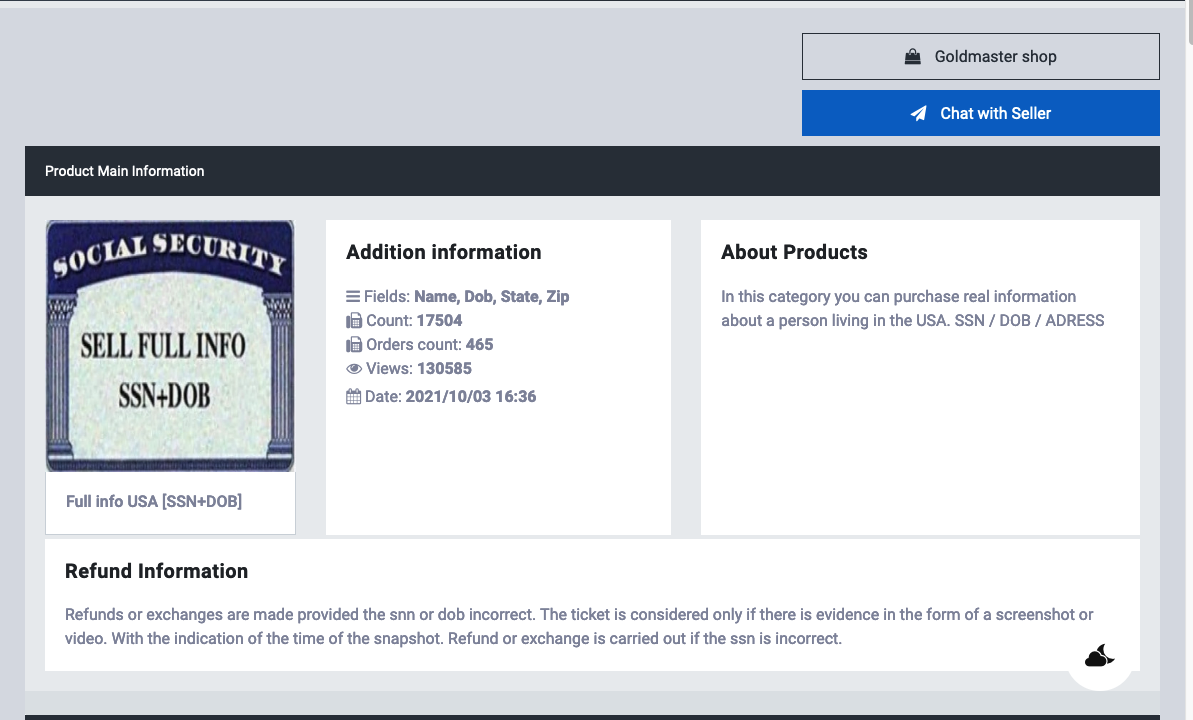 Goldmaster shop
Chat with Seller
Product Main Information
SOCIAL SECURITY
SELL FULL INFO
SSN+DOB
Full info USA [SSN+DOB]
Addition information
Fields: Name, Dob, State, Zip
Count: 17504
Orders count: 465
Views: 130585
Date: 2021/10/03 16:36
About Products
In this category you can purchase real information
about a person living in the USA. SSN / DOB / ADRESS
Refund Information
Refunds or exchanges are made provided the snn or dob incorrect. The ticket is considered only if there is evidence in the form of a screenshot or
video. With the indication of the time of the snapshot. Refund or exchange is carried out if the ssn is incorrect.